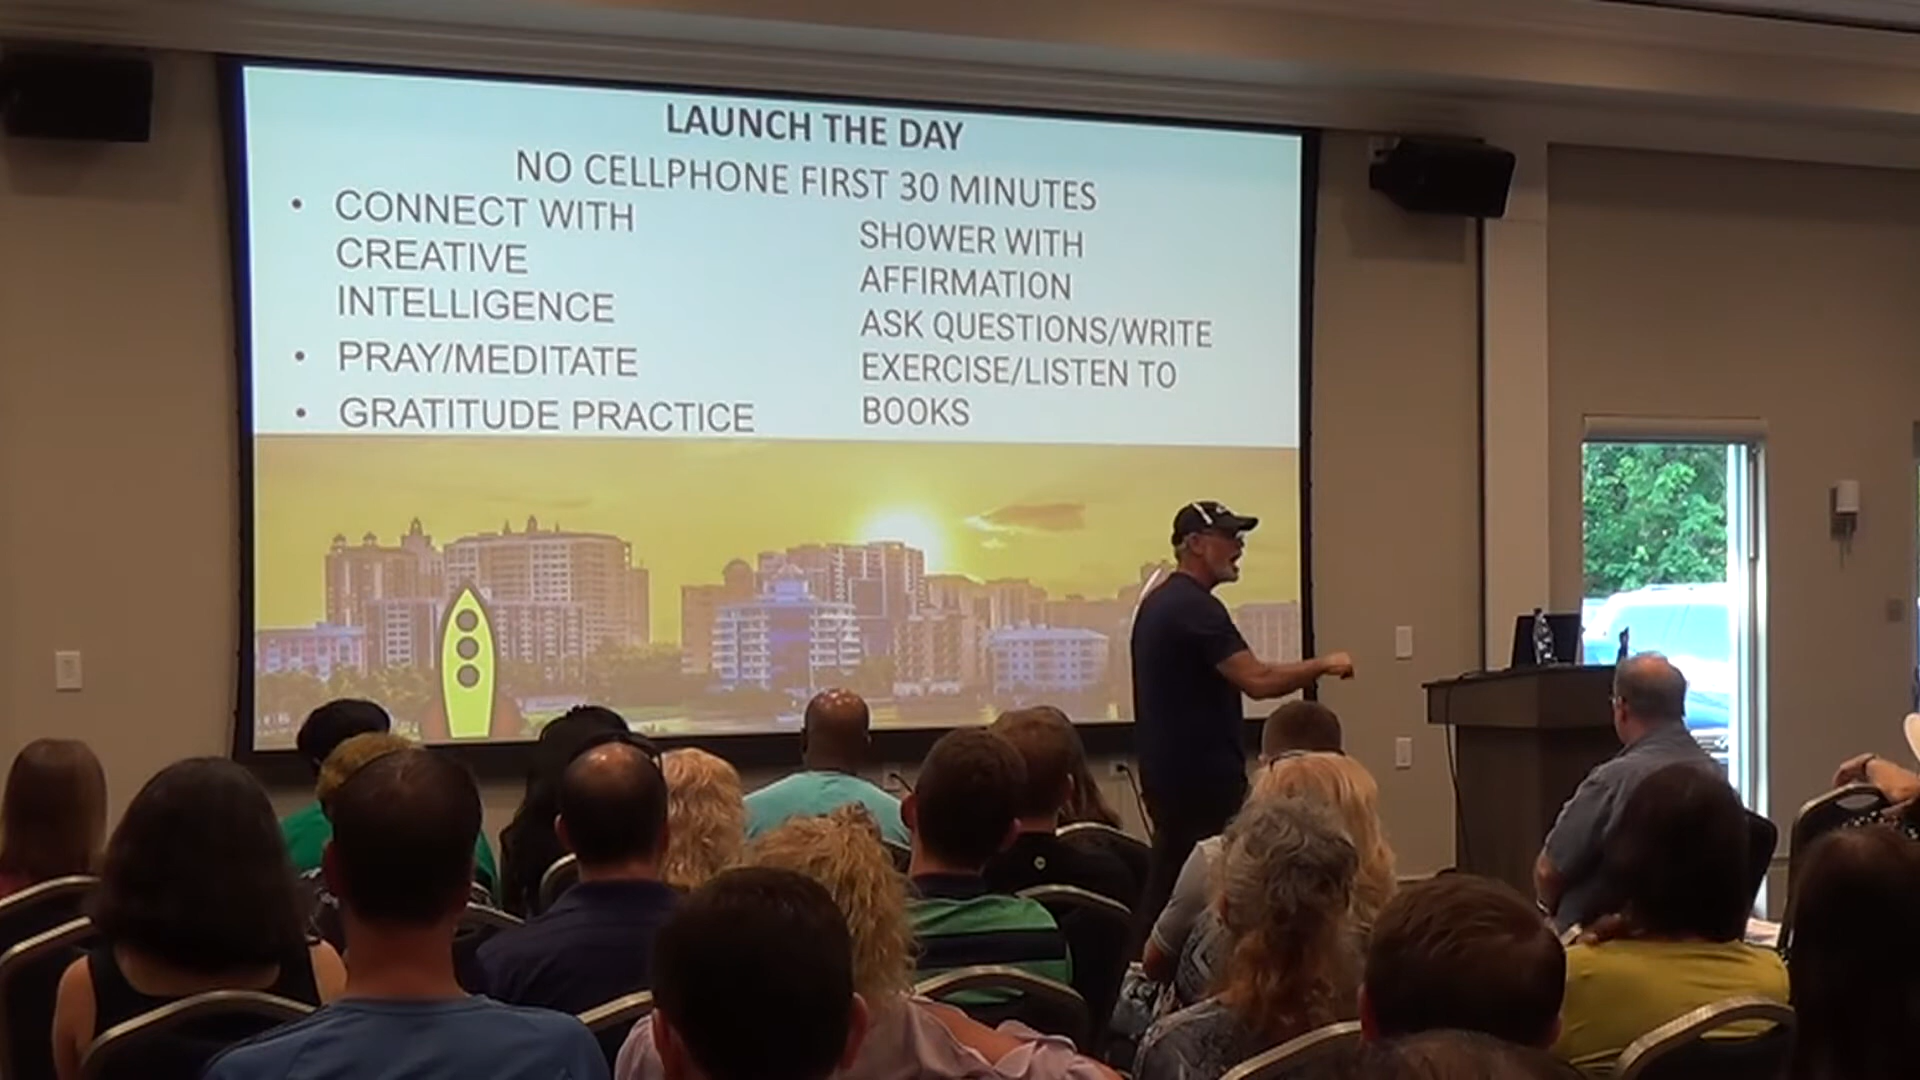 LAUNCH THE DAY
NO CELLPHONE FIRST 30 MINUTES
• CONNECT WITH
CREATIVE
INTELLIGENCE
• PRAY/MEDITATE
• GRATITUDE PRACTICE
SHOWER WITH
AFFIRMATION
ASK QUESTIONS/WRITE
EXERCISE/LISTEN TO
BOOKS